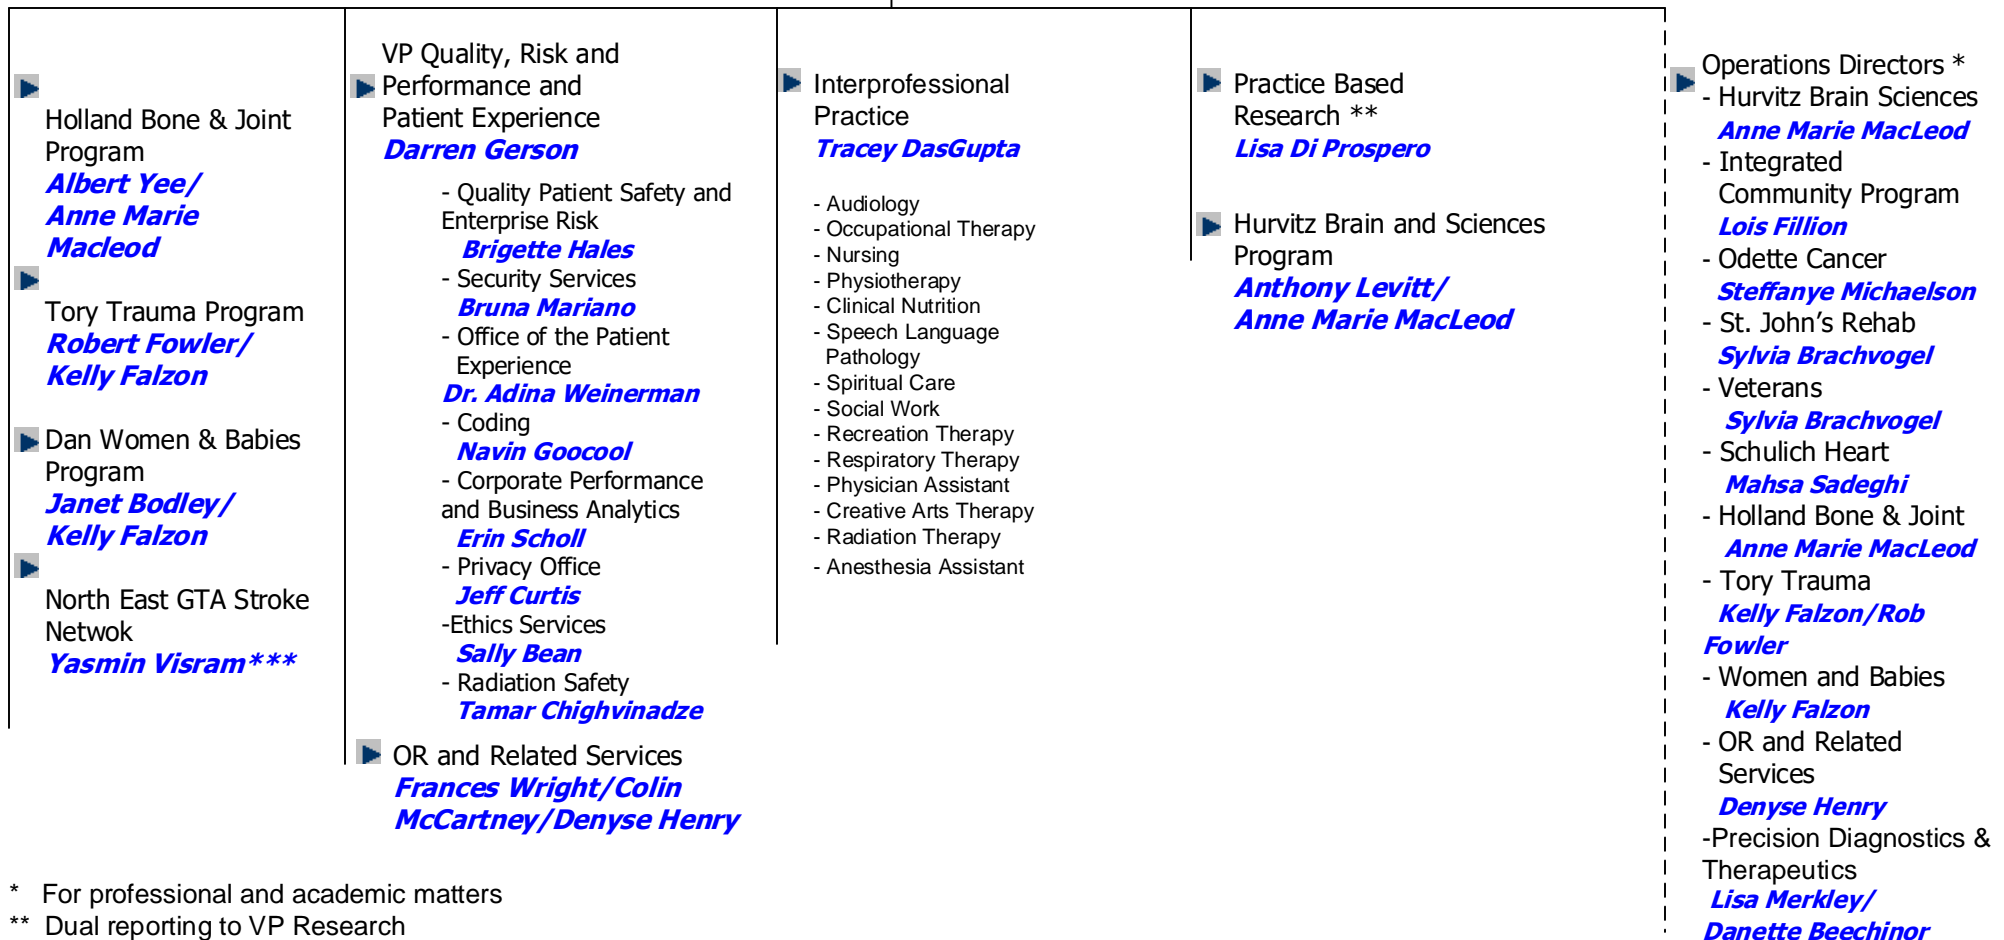 Holland Bone & Joint
Program
Albert Yee/
Anne Marie
Macleod
Tory Trauma Program
Robert Fowler/
Kelly Falzon
Dan Women & Babies
Program
Janet Bodley/
Kelly Falzon
North East GTA Stroke
Netwok
Yasmin Visram***
VP Quality, Risk and
Performance and
Patient Experience
Darren Gerson
- Quality Patient Safety and
Enterprise Risk
Brigette Hales
- Security Services
Bruna Mariano
- Office of the Patient
Experience
Dr. Adina Weinerman
- Coding
Navin Goocool
- Corporate Performance
and Business Analytics
Erin Scholl
- Privacy Office
Jeff Curtis
-Ethics Services
Sally Bean
- Radiation Safety
Tamar Chighvinadze
OR and Related Services
Frances Wright/Colin
McCartney/Denyse Henry
Interprofessional
Practice
Tracey DasGupta
- Audiology
- Occupational Therapy
- Nursing
- Physiotherapy
- Clinical Nutrition
- Speech Language
Pathology
- Spiritual Care
- Social Work
- Recreation Therapy
- Respiratory Therapy
- Physician Assistant
- Creative Arts Therapy
- Radiation Therapy
- Anesthesia Assistant
Practice Based
Research **
Lisa Di Prospero
Hurvitz Brain and Sciences
Program
Anthony Levitt/
Anne Marie MacLeod
Operations Directors *
- Hurvitz Brain Sciences
Anne Marie MacLeod
- Integrated
Community Program
Lois Fillion
- Odette Cancer
Steffanye Michaelson
- St. John’s Rehab
Sylvia Brachvogel
- Veterans
Sylvia Brachvogel
- Schulich Heart
Mahsa Sadeghi
- Holland Bone & Joint
Anne Marie MacLeod
- Tory Trauma
Kelly Falzon/Rob
Fowler
- Women and Babies
Kelly Falzon
- OR and Related
Services
Denyse Henry
-Precision Diagnostics &
Therapeutics
Lisa Merkley/
Danette Beechinor
* For professional and academic matters
** Dual reporting to VP Research